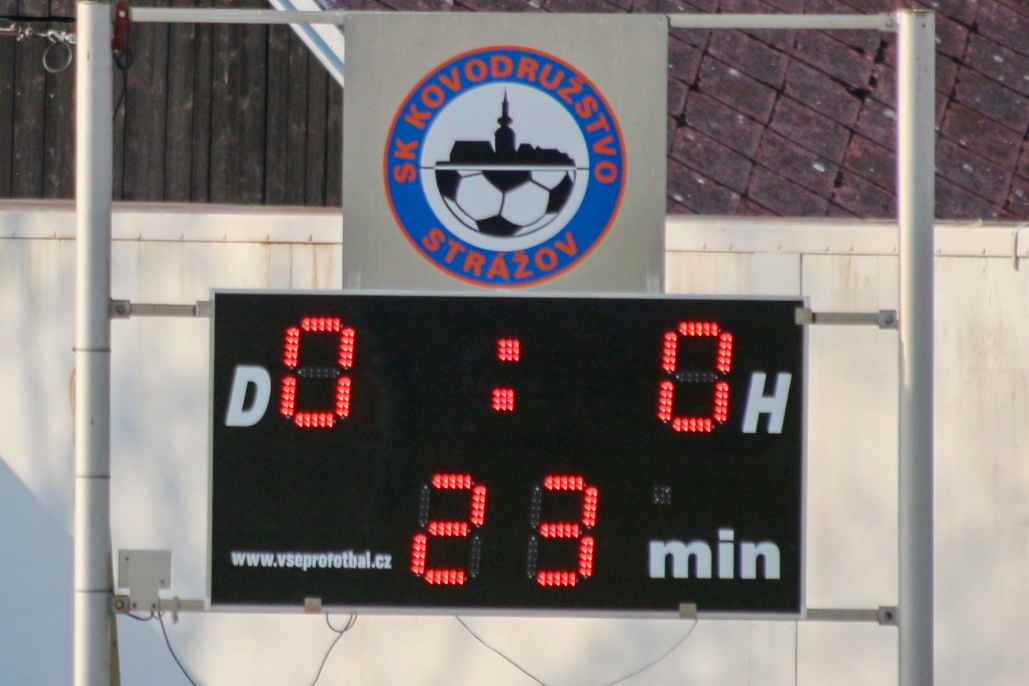 SK KOVODRUŽSTVO
STRÁŽOV
D 0 : 0 H
23 min
www.vseprofotbal.cz